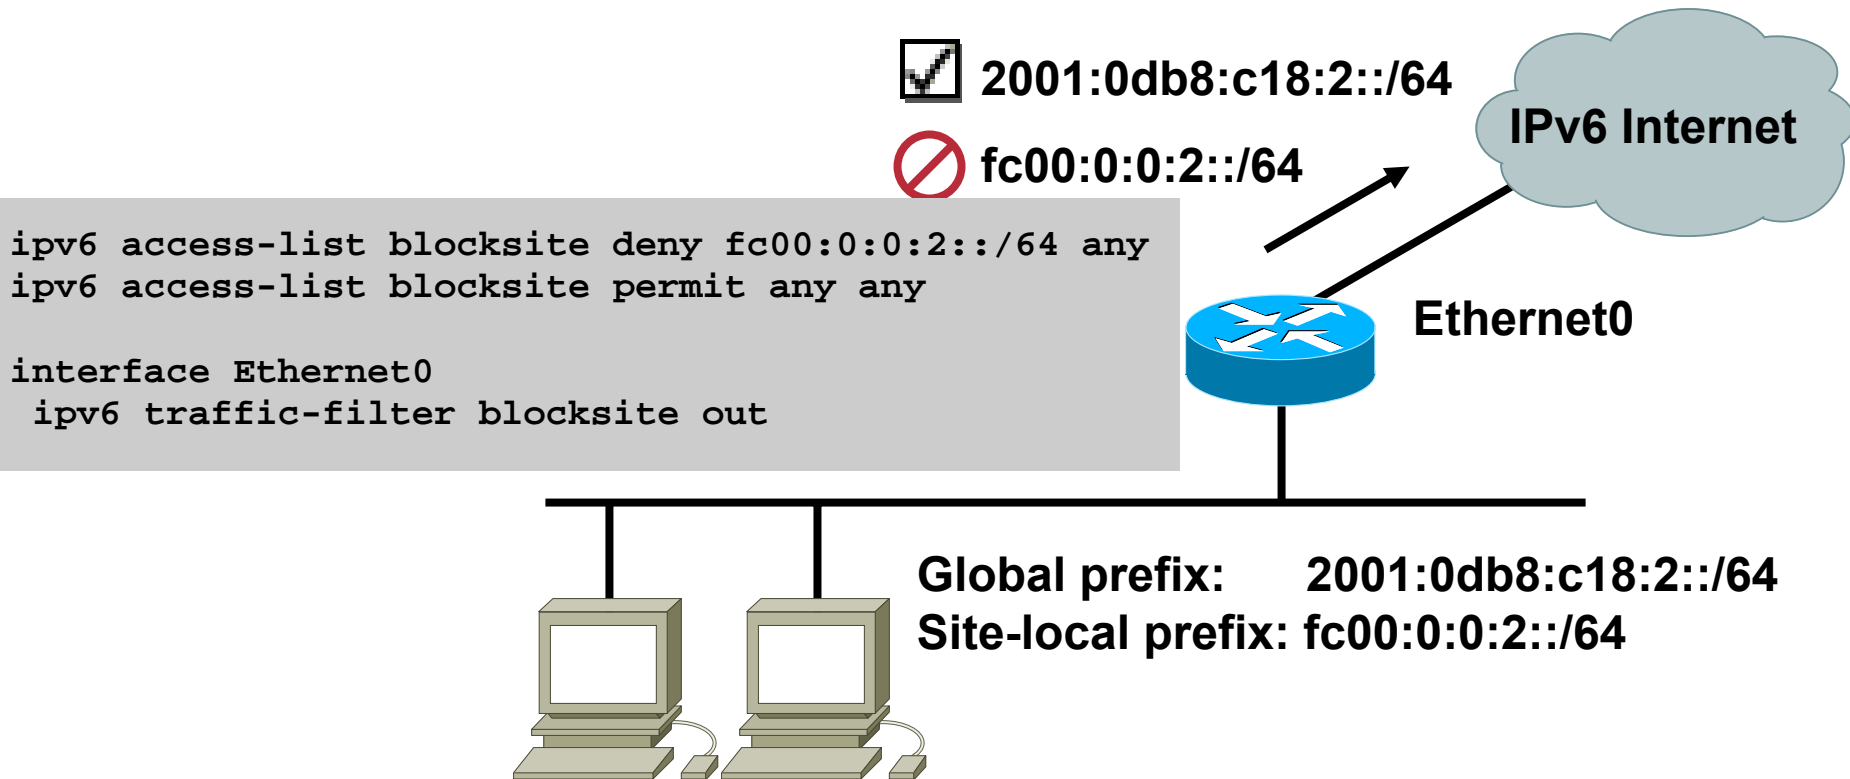 2001:0db8:c18:2::/64
fc00:0:0:2::/64
IPv6 Internet
ipv6 access-list blocksite deny fc00:0:0:2::/64 any
ipv6 access-list blocksite permit any any
interface Ethernet0
ipv6 traffic-filter blocksite out
Ethernet0
Global prefix: 2001:0db8:c18:2::/64
Site-local prefix: fc00:0:0:2::/64